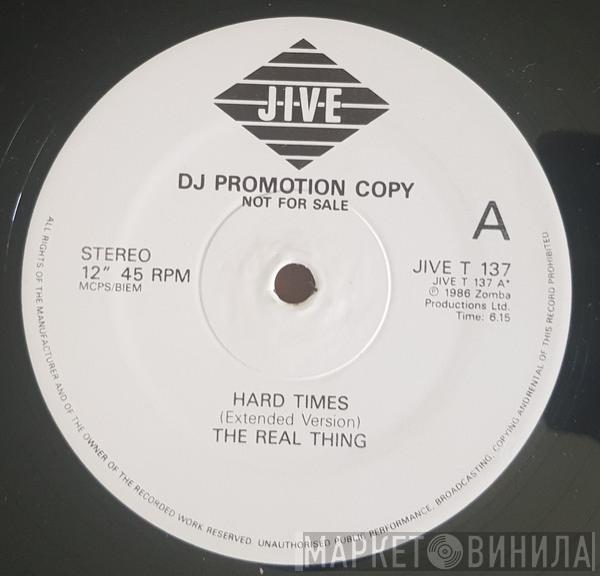 J·I·V·E
DJ PROMOTION COPY
NOT FOR SALE
A
STEREO
12" 45 RPM
MCPS/BIEM
JIVE T 137
JIVE T 137 A*
℗ 1986 Zomba
Productions Ltd.
Time: 6.15
HARD TIMES
(Extended Version)
THE REAL THING
ALL RIGHTS OF THE MANUFACTURER AND OF THE OWNER OF THE RECORDED WORK RESERVED. UNAUTHORISED PUBLIC PERFORMANCE, BROADCASTING, COPYING AND RENTAL OF THIS RECORD PROHIBITED
МАРКЕТ ВИНИЛА